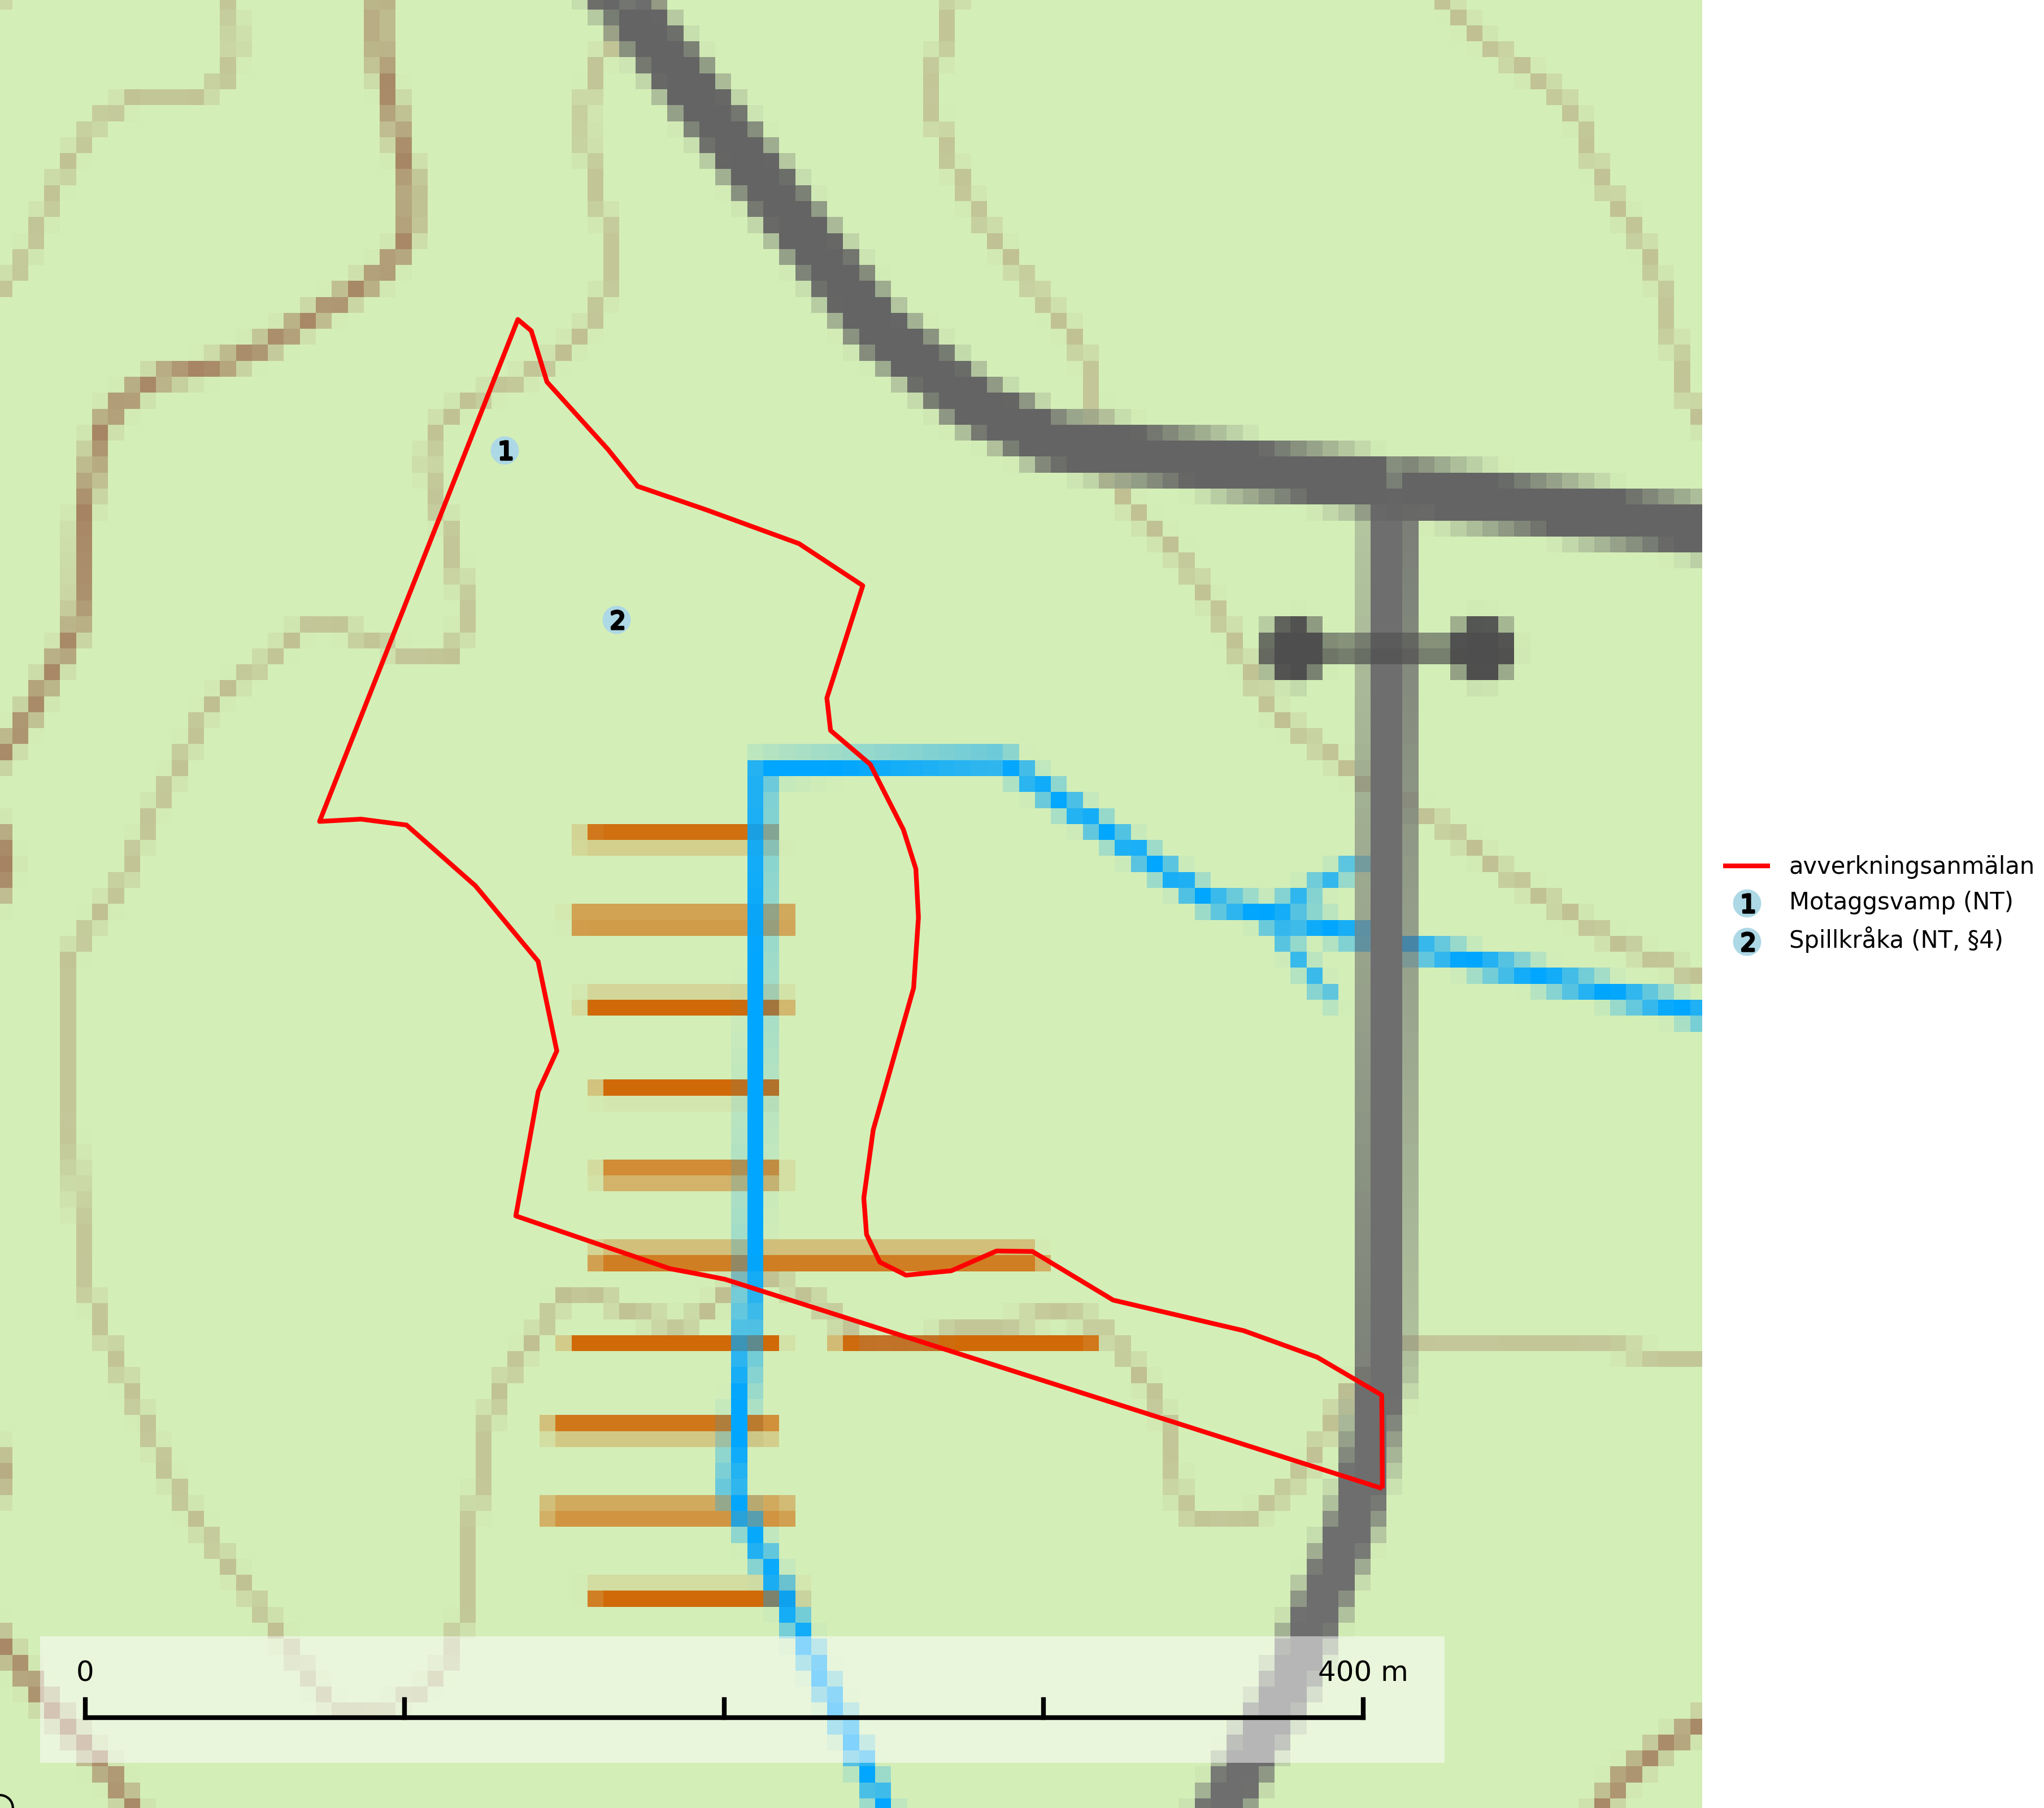 1
2
avverkningsanmälan
1 Motaggsvamp (NT)
2 Spillkråka (NT, §4)
0 400 m